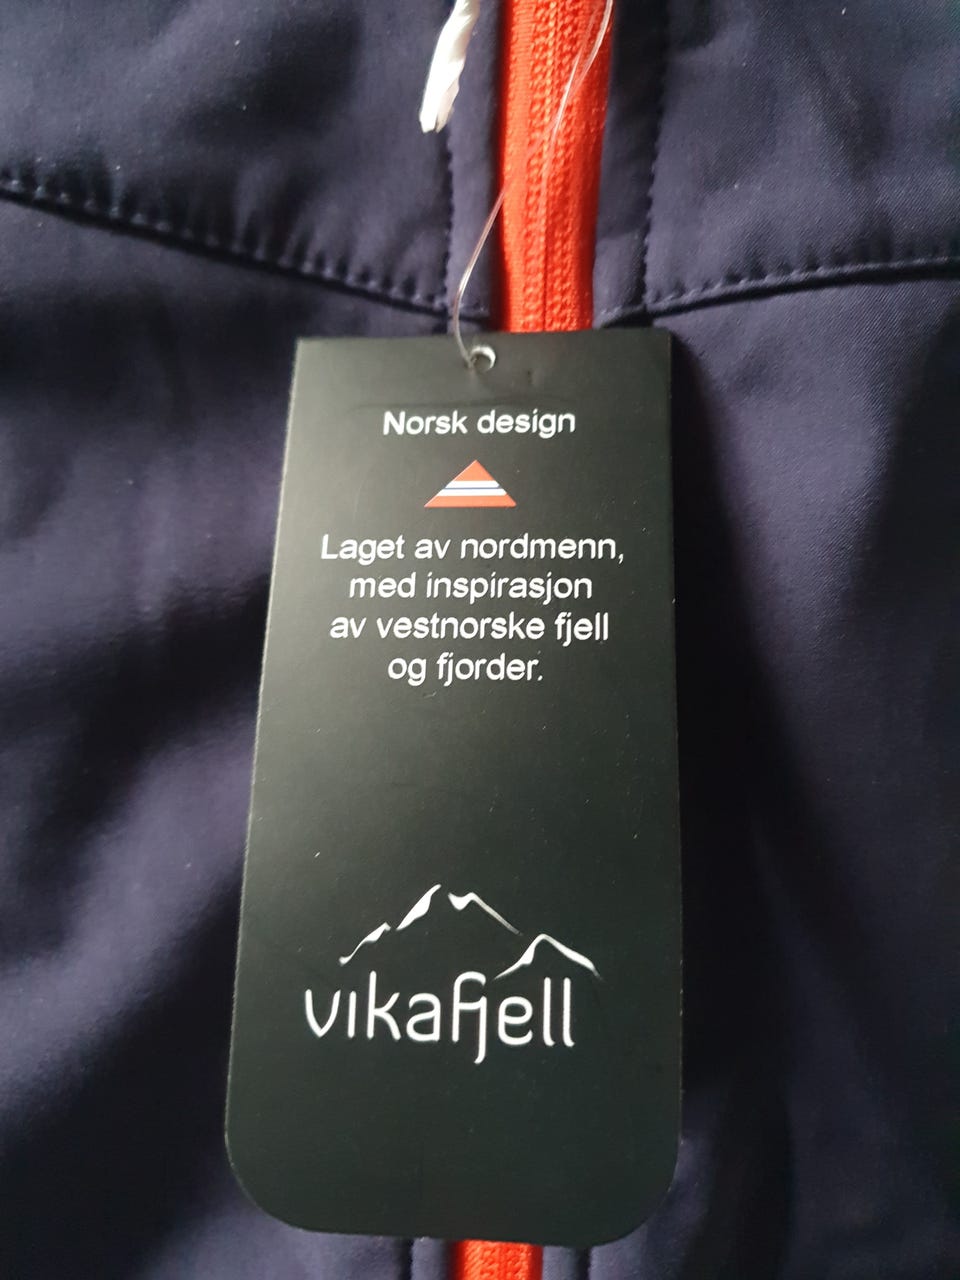 Norsk design
Laget av nordmenn,
med inspirasjon
av vestnorske fjell
og fjorder.
vikafjell